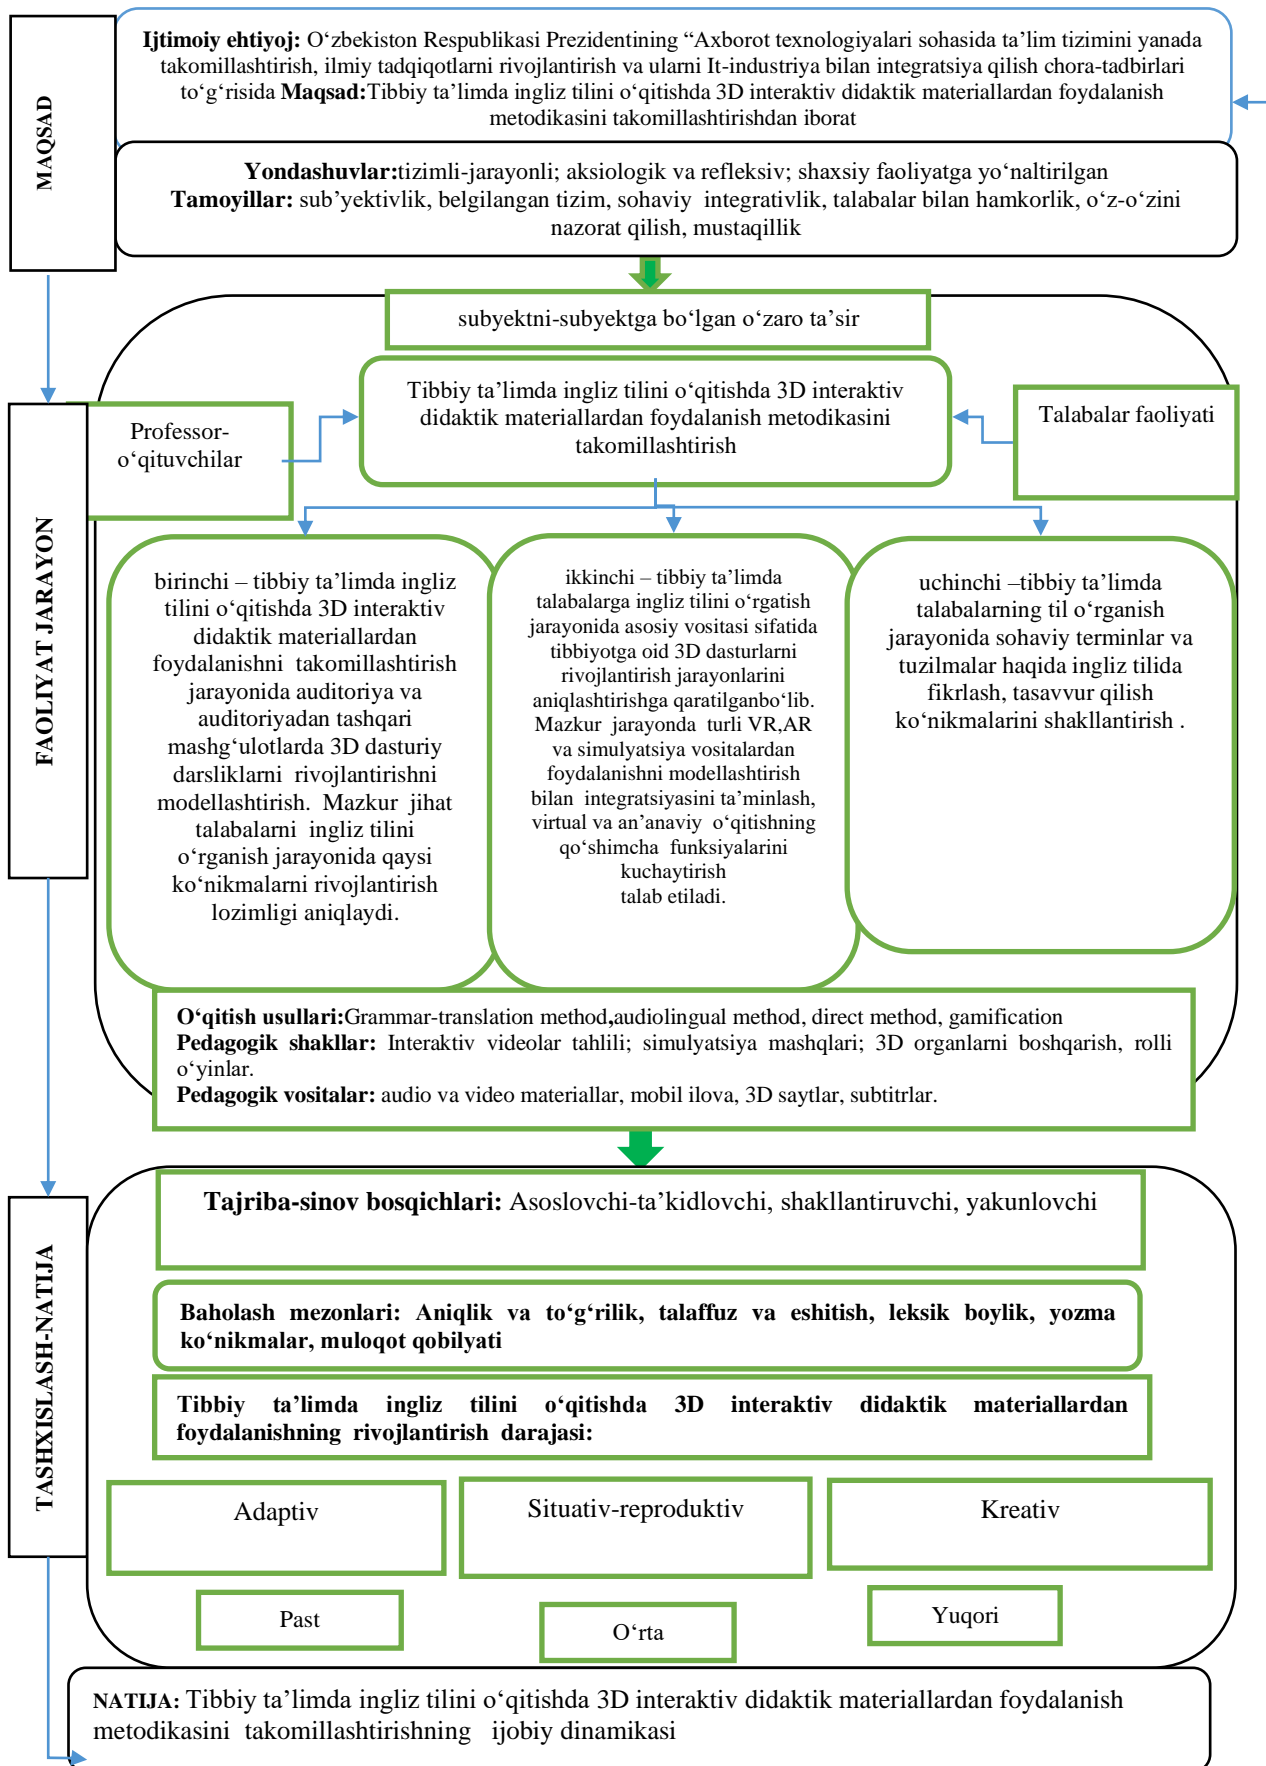 MAQSAD
Ijtimoiy ehtiyoj: O‘zbekiston Respublikasi Prezidentining “Axborot texnologiyalari sohasida ta’lim tizimini yanada
takomillashtirish, ilmiy tadqiqotlarni rivojlantirish va ularni It-industriya bilan integratsiya qilish chora-tadbirlari
to‘g‘risida Maqsad:Tibbiy ta’limda ingliz tilini o‘qitishda 3D interaktiv didaktik materiallardan foydalanish
metodikasini takomillashtirishdan iborat
Yondashuvlar:tizimli-jarayonli; aksiologik va refleksiv; shaxsiy faoliyatga yo‘naltirilgan
Tamoyillar: sub’yektivlik, belgilangan tizim, sohaviy integrativlik, talabalar bilan hamkorlik, o‘z-o‘zini
nazorat qilish, mustaqillik
FAOLIYAT JARAYON
subyektni-subyektga bo‘lgan o‘zaro ta’sir
Tibbiy ta’limda ingliz tilini o‘qitishda 3D interaktiv
didaktik materiallardan foydalanish metodikasini
takomillashtirish
Professor-
o‘qituvchilar
Talabalar faoliyati
birinchi – tibbiy ta’limda ingliz
tilini o‘qitishda 3D interaktiv
didaktik materiallardan
foydalanishni takomillashtirish
jarayonida auditoriya va
auditoriyadan tashqari
mashg‘ulotlarda 3D dasturiy
darsliklarni rivojlantirishni
modellashtirish. Mazkur jihat
talabalarni ingliz tilini
o‘rganish jarayonida qaysi
ko‘nikmalarni rivojlantirish
lozimligi aniqlaydi.
ikkinchi – tibbiy ta’limda
talabalarga ingliz tilini o‘rgatish
jarayonida asosiy vositasi sifatida
tibbiyotga oid 3D dasturlarni
rivojlantirish jarayonlarini
aniqlashtirishga qaratilganbo‘lib.
Mazkur jarayonda turli VR,AR
va simulyatsiya vositalardan
foydalanishni modellashtirish
bilan integratsiyasini ta’minlash,
virtual va an’anaviy o‘qitishning
qo‘shimcha funksiyalarini
kuchaytirish
talab etiladi.
uchinchi –tibbiy ta’limda
talabalarning til o‘rganish
jarayonida sohaviy terminlar va
tuzilmalar haqida ingliz tilida
fikrlash, tasavvur qilish
ko‘nikmalarini shakllantirish .
O‘qitish usullari:Grammar-translation method,audiolingual method, direct method, gamification
Pedagogik shakllar: Interaktiv videolar tahlili; simulyatsiya mashqlari; 3D organlarni boshqarish, rolli
o‘yinlar.
Pedagogik vositalar: audio va video materiallar, mobil ilova, 3D saytlar, subtitrlar.
TASHXISLASH-NATIJA
Tajriba-sinov bosqichlari: Asoslovchi-ta’kidlovchi, shakllantiruvchi, yakunlovchi
Baholash mezonlari: Aniqlik va to‘g‘rilik, talaffuz va eshitish, leksik boylik, yozma
ko‘nikmalar, muloqot qobilyati
Tibbiy ta’limda ingliz tilini o‘qitishda 3D interaktiv didaktik materiallardan
foydalanishning rivojlantirish darajasi:
Adaptiv
Situativ-reproduktiv
Kreativ
Past
O‘rta
Yuqori
NATIJA: Tibbiy ta’limda ingliz tilini o‘qitishda 3D interaktiv didaktik materiallardan foydalanish
metodikasini takomillashtirishning ijobiy dinamikasi